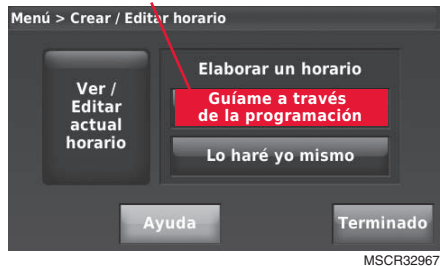 Menú > Crear / Editar horario
Ver /
Editar
actual
horario
Elaborar un horario
Guíame a través
de la programación
Lo haré yo mismo
Ayuda
Terminado
MSCR32967